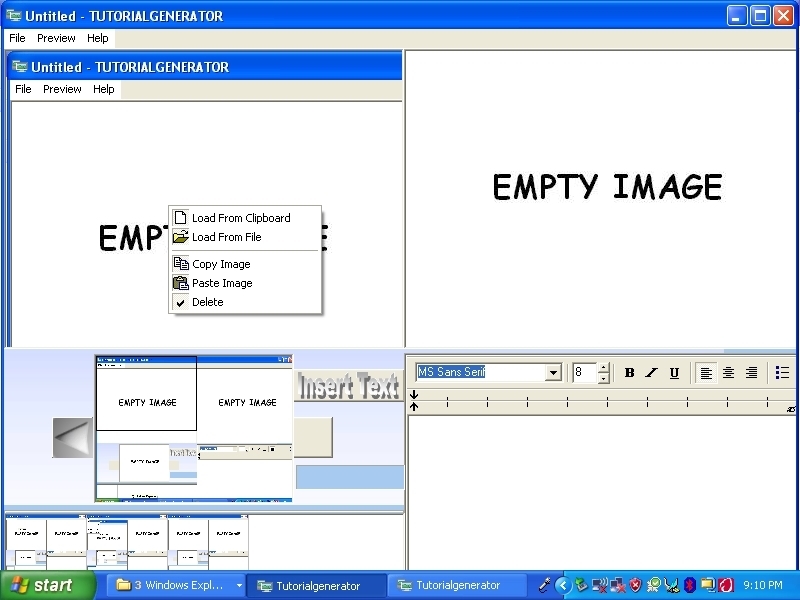 Untitled - TUTORIALGENERATOR
File Preview Help
Untitled - TUTORIALGENERATOR
File Preview Help
EMPTY IMAGE
Load From Clipboard
Load From File
Copy Image
Paste Image
Delete
EMPTY IMAGE
EMPTY IMAGE
Insert Text
MS Sans Serif
8
B I U
start
3 Windows Expl...
Tutorialgenerator
Tutorialgenerator
9:10 PM